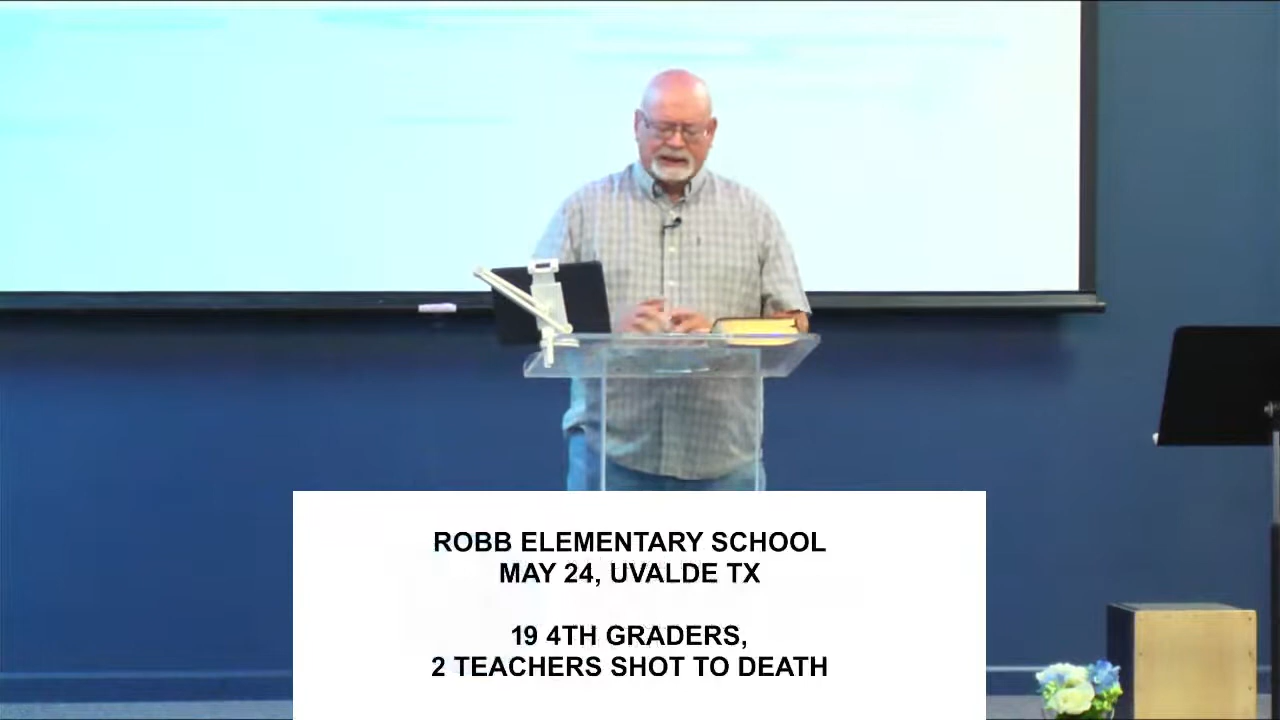 ROBB ELEMENTARY SCHOOL
MAY 24, UVALDE TX
19 4TH GRADERS,
2 TEACHERS SHOT TO DEATH